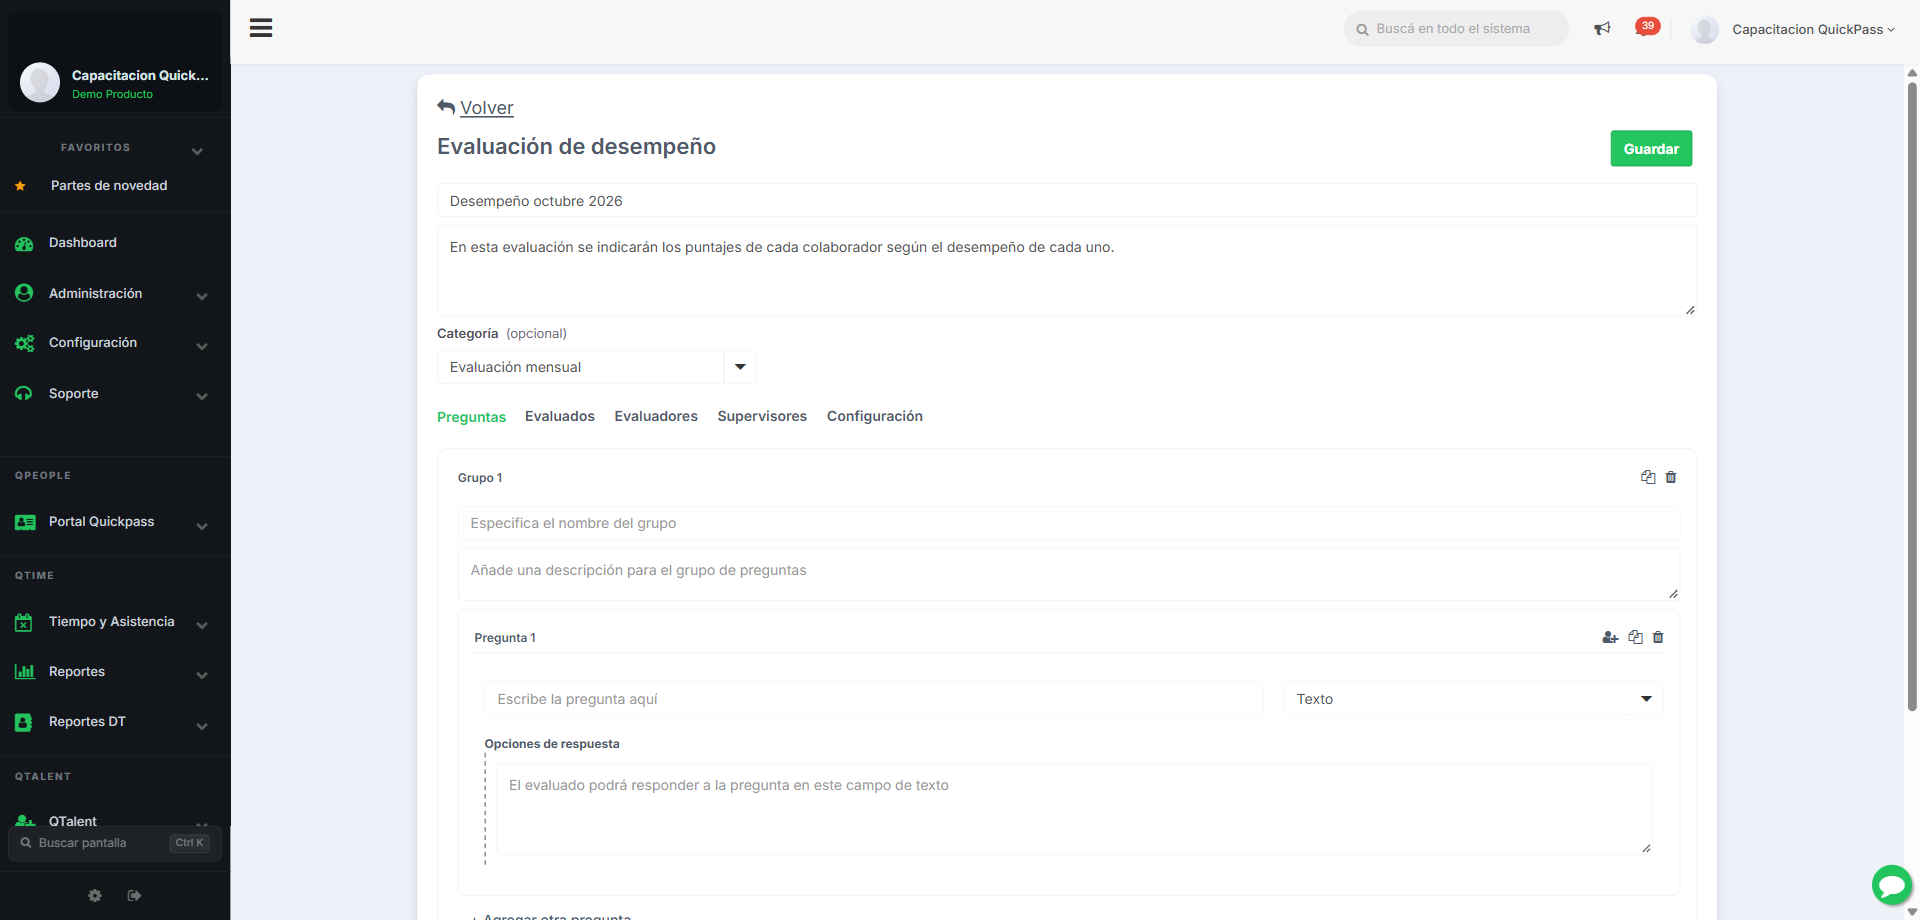 Capacitacion Quick...
Demo Producto
FAVORITOS
Partes de novedad
Dashboard
Administración
Configuración
Soporte
QPEOPLE
Portal Quickpass
QTIME
Tiempo y Asistencia
Reportes
Reportes DT
QTALENT
QTalent
Buscar pantalla
Ctrl K
Buscá en todo el sistema
39
Capacitacion QuickPass
Volver
Evaluación de desempeño
Guardar
Desempeño octubre 2026
En esta evaluación se indicarán los puntajes de cada colaborador según el desempeño de cada uno.
Categoría (opcional)
Evaluación mensual
Preguntas Evaluados Evaluadores Supervisores Configuración
Grupo 1
Especifica el nombre del grupo
Añade una descripción para el grupo de preguntas
Pregunta 1
Escribe la pregunta aquí
Texto
Opciones de respuesta
El evaluado podrá responder a la pregunta en este campo de texto
+ Agregar otra pregunta